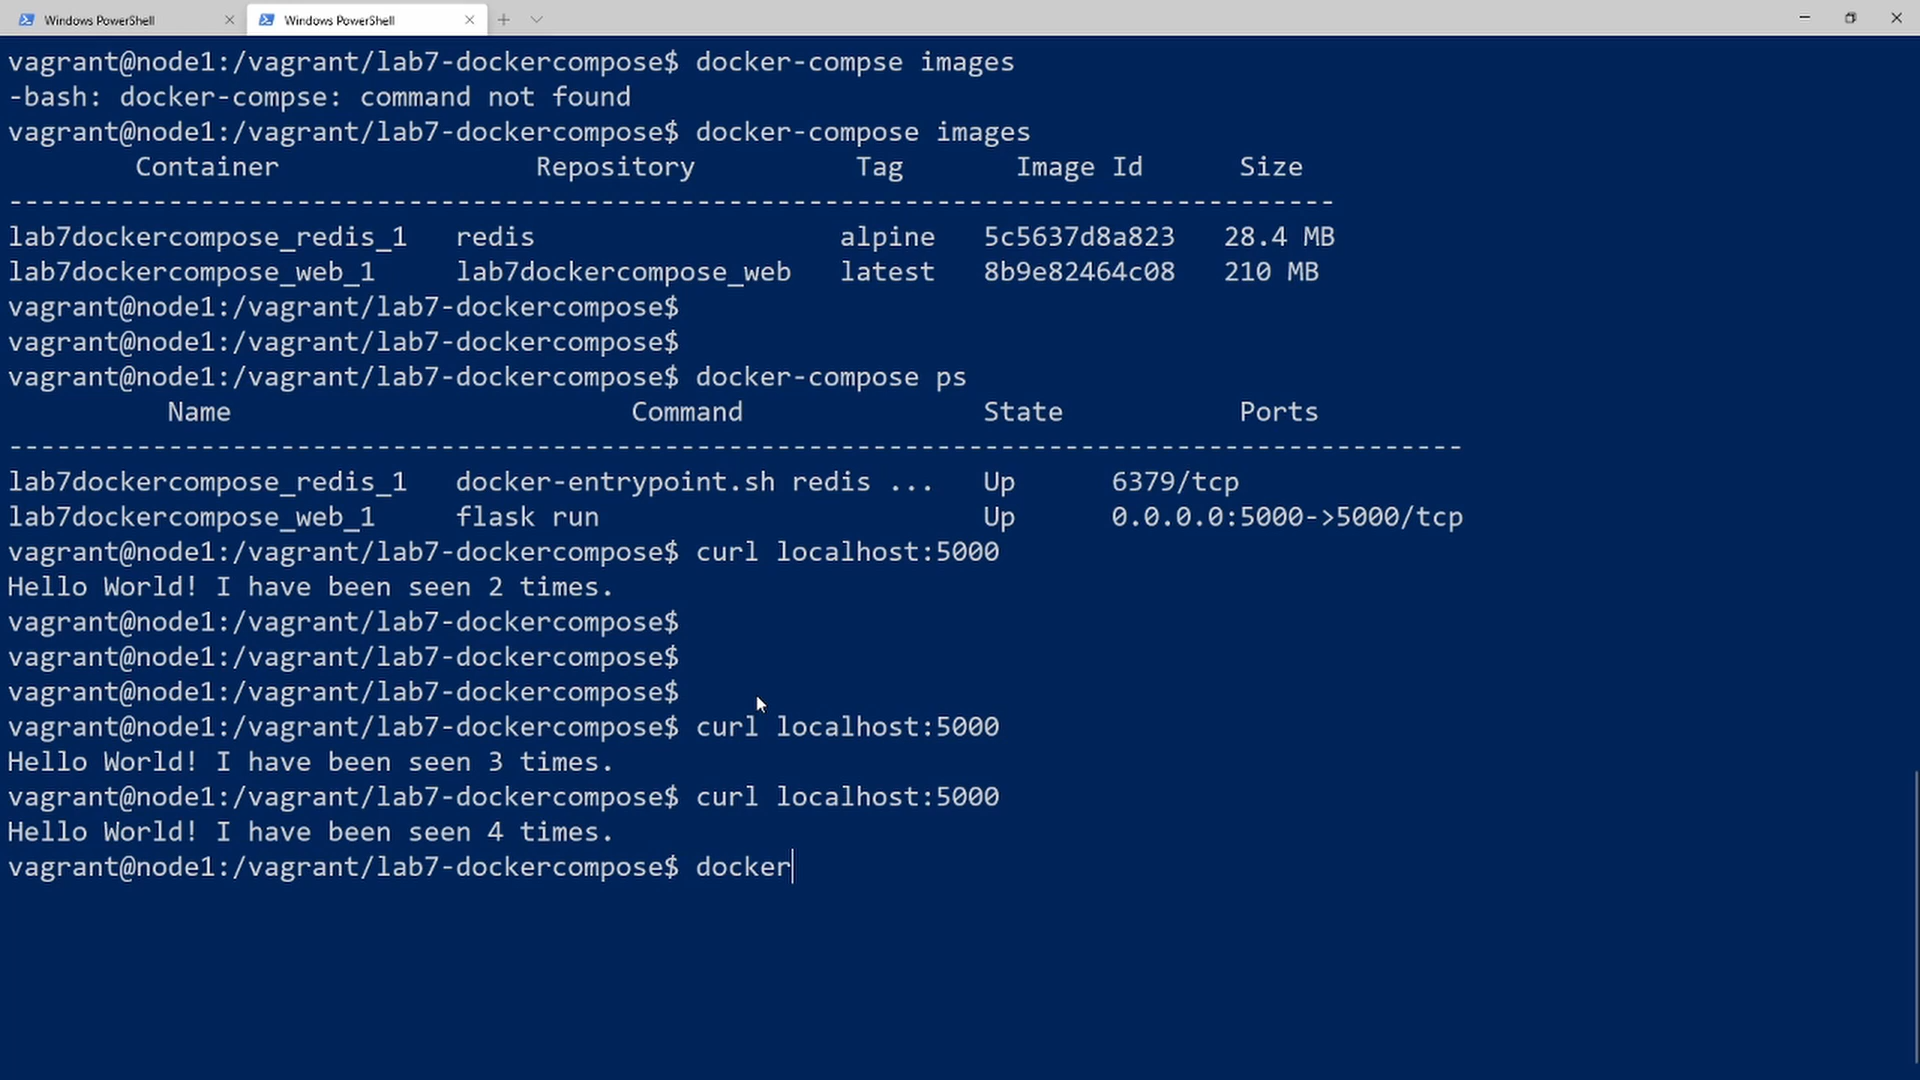 Windows PowerShell
Windows PowerShell
vagrant@node1:/vagrant/lab7-dockercompose$ docker-compse images
-bash: docker-compse: command not found
vagrant@node1:/vagrant/lab7-dockercompose$ docker-compose images
Container Repository Tag Image Id Size
-----------------------------------------------------------------------------------
lab7dockercompose_redis_1 redis alpine 5c5637d8a823 28.4 MB
lab7dockercompose_web_1 lab7dockercompose_web latest 8b9e82464c08 210 MB
vagrant@node1:/vagrant/lab7-dockercompose$
vagrant@node1:/vagrant/lab7-dockercompose$
vagrant@node1:/vagrant/lab7-dockercompose$ docker-compose ps
Name Command State Ports
-------------------------------------------------------------------------------------------
lab7dockercompose_redis_1 docker-entrypoint.sh redis ... Up 6379/tcp
lab7dockercompose_web_1 flask run Up 0.0.0.0:5000->5000/tcp
vagrant@node1:/vagrant/lab7-dockercompose$ curl localhost:5000
Hello World! I have been seen 2 times.
vagrant@node1:/vagrant/lab7-dockercompose$
vagrant@node1:/vagrant/lab7-dockercompose$
vagrant@node1:/vagrant/lab7-dockercompose$
vagrant@node1:/vagrant/lab7-dockercompose$ curl localhost:5000
Hello World! I have been seen 3 times.
vagrant@node1:/vagrant/lab7-dockercompose$ curl localhost:5000
Hello World! I have been seen 4 times.
vagrant@node1:/vagrant/lab7-dockercompose$ docker